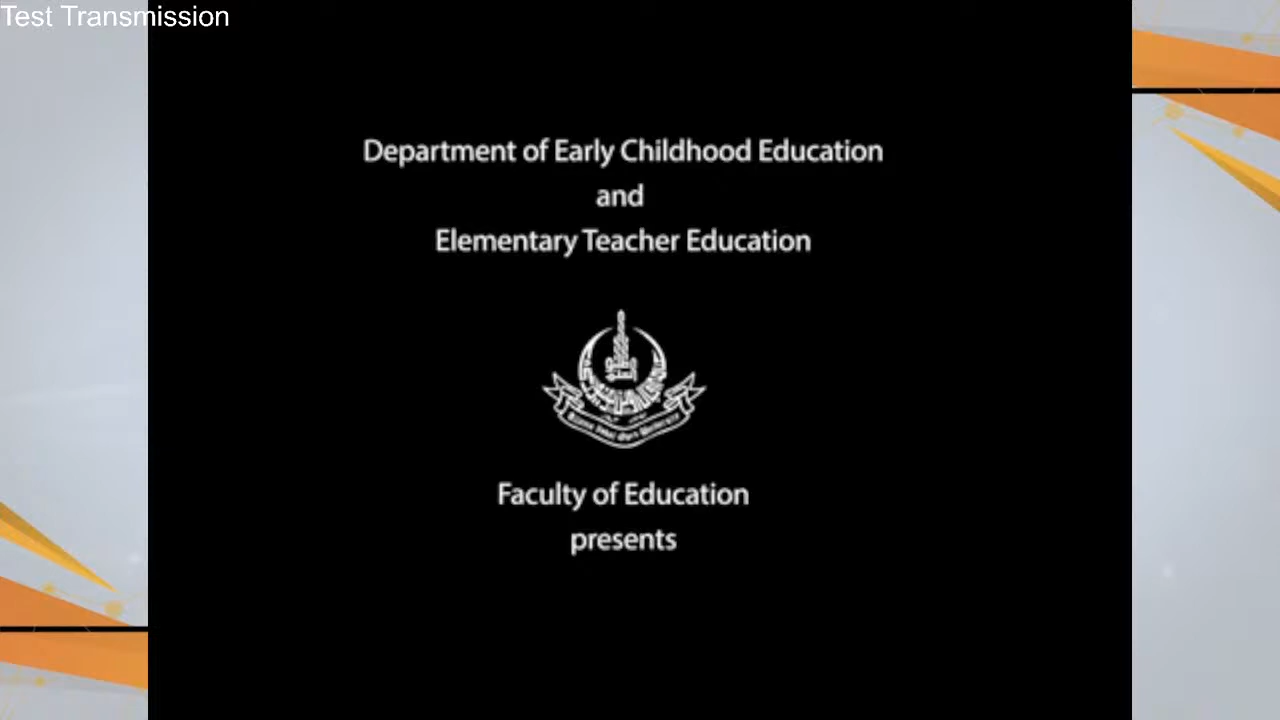 Test Transmission
Department of Early Childhood Education
and
Elementary Teacher Education
Faculty of Education
presents